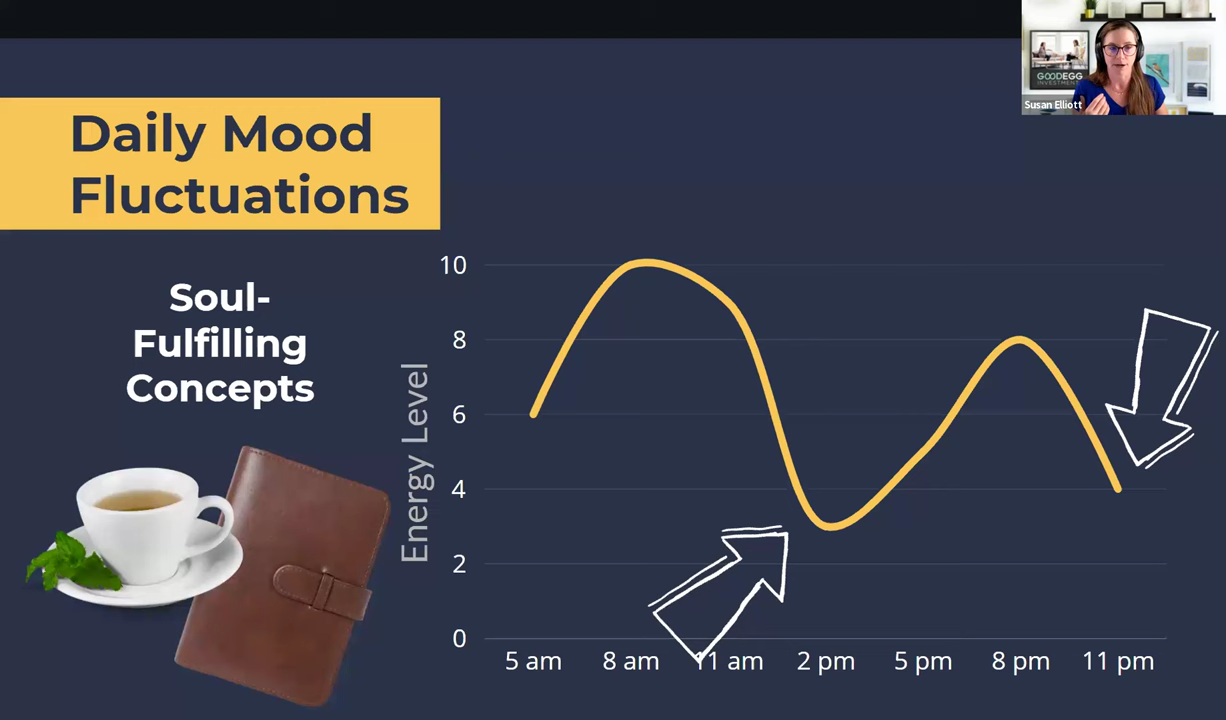 GOODEGG
INVESTMENTS
Susan Elliott
Daily Mood
Fluctuations
Soul-
Fulfilling
Concepts
Energy Level
10
8
6
4
2
0
5 am 8 am 11 am 2 pm 5 pm 8 pm 11 pm